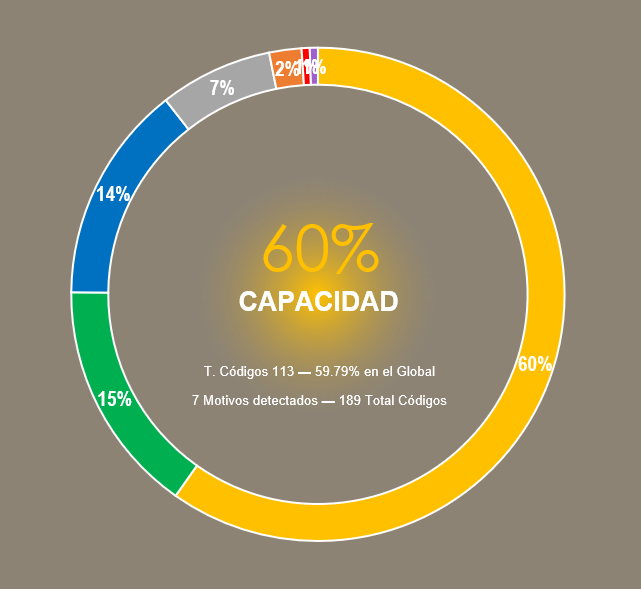 2%
1%
7%
14%
60%
CAPACIDAD
60%
T. Códigos 113 — 59.79% en el Global
15%
7 Motivos detectados — 189 Total Códigos